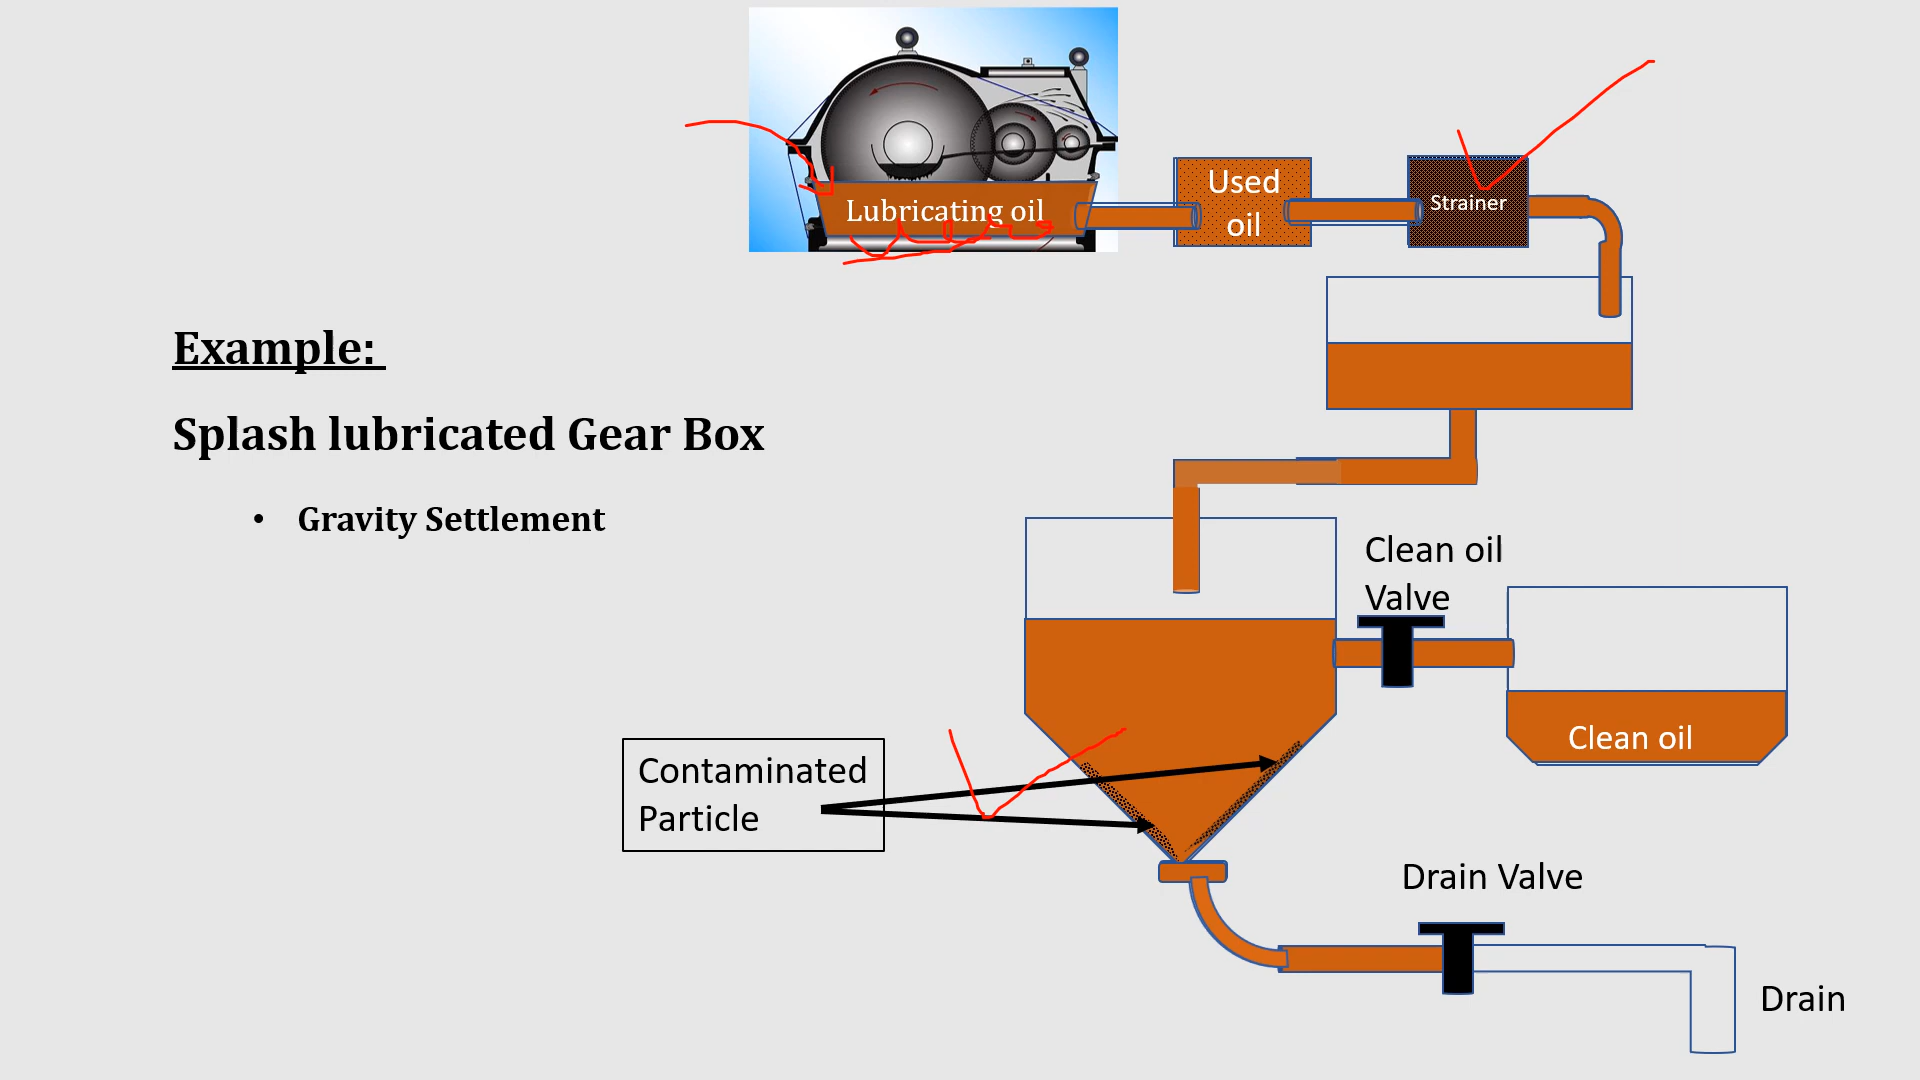 Lubricating oil
Used
oil
Strainer
Example:
Splash lubricated Gear Box
• Gravity Settlement
Clean oil
Valve
Clean oil
Contaminated
Particle
Drain Valve
Drain